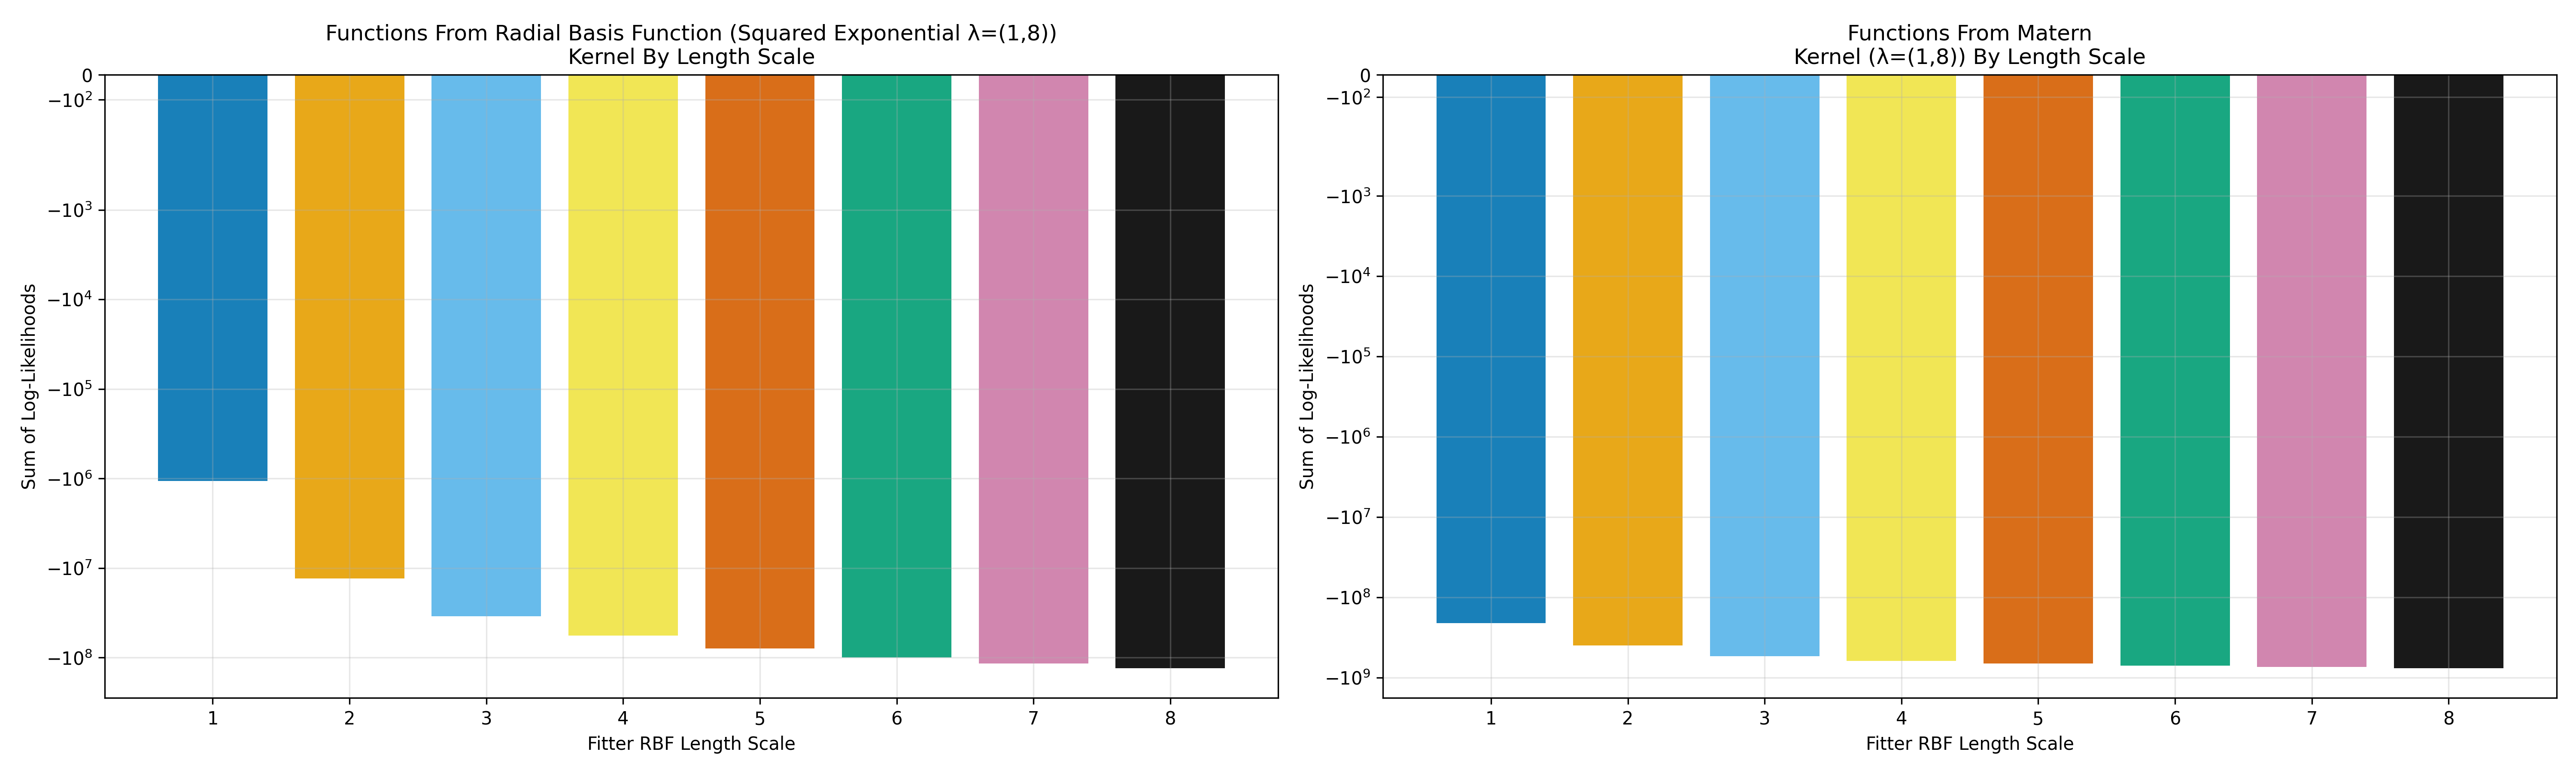 Functions From Radial Basis Function (Squared Exponential λ=(1,8))
Kernel By Length Scale
0
−10²
−10³
−10⁴
−10⁵
−10⁶
−10⁷
−10⁸
Sum of Log-Likelihoods
1 2 3 4 5 6 7 8
Fitter RBF Length Scale
Functions From Matern
Kernel (λ=(1,8)) By Length Scale
0
−10²
−10³
−10⁴
−10⁵
−10⁶
−10⁷
−10⁸
−10⁹
Sum of Log-Likelihoods
1 2 3 4 5 6 7 8
Fitter RBF Length Scale